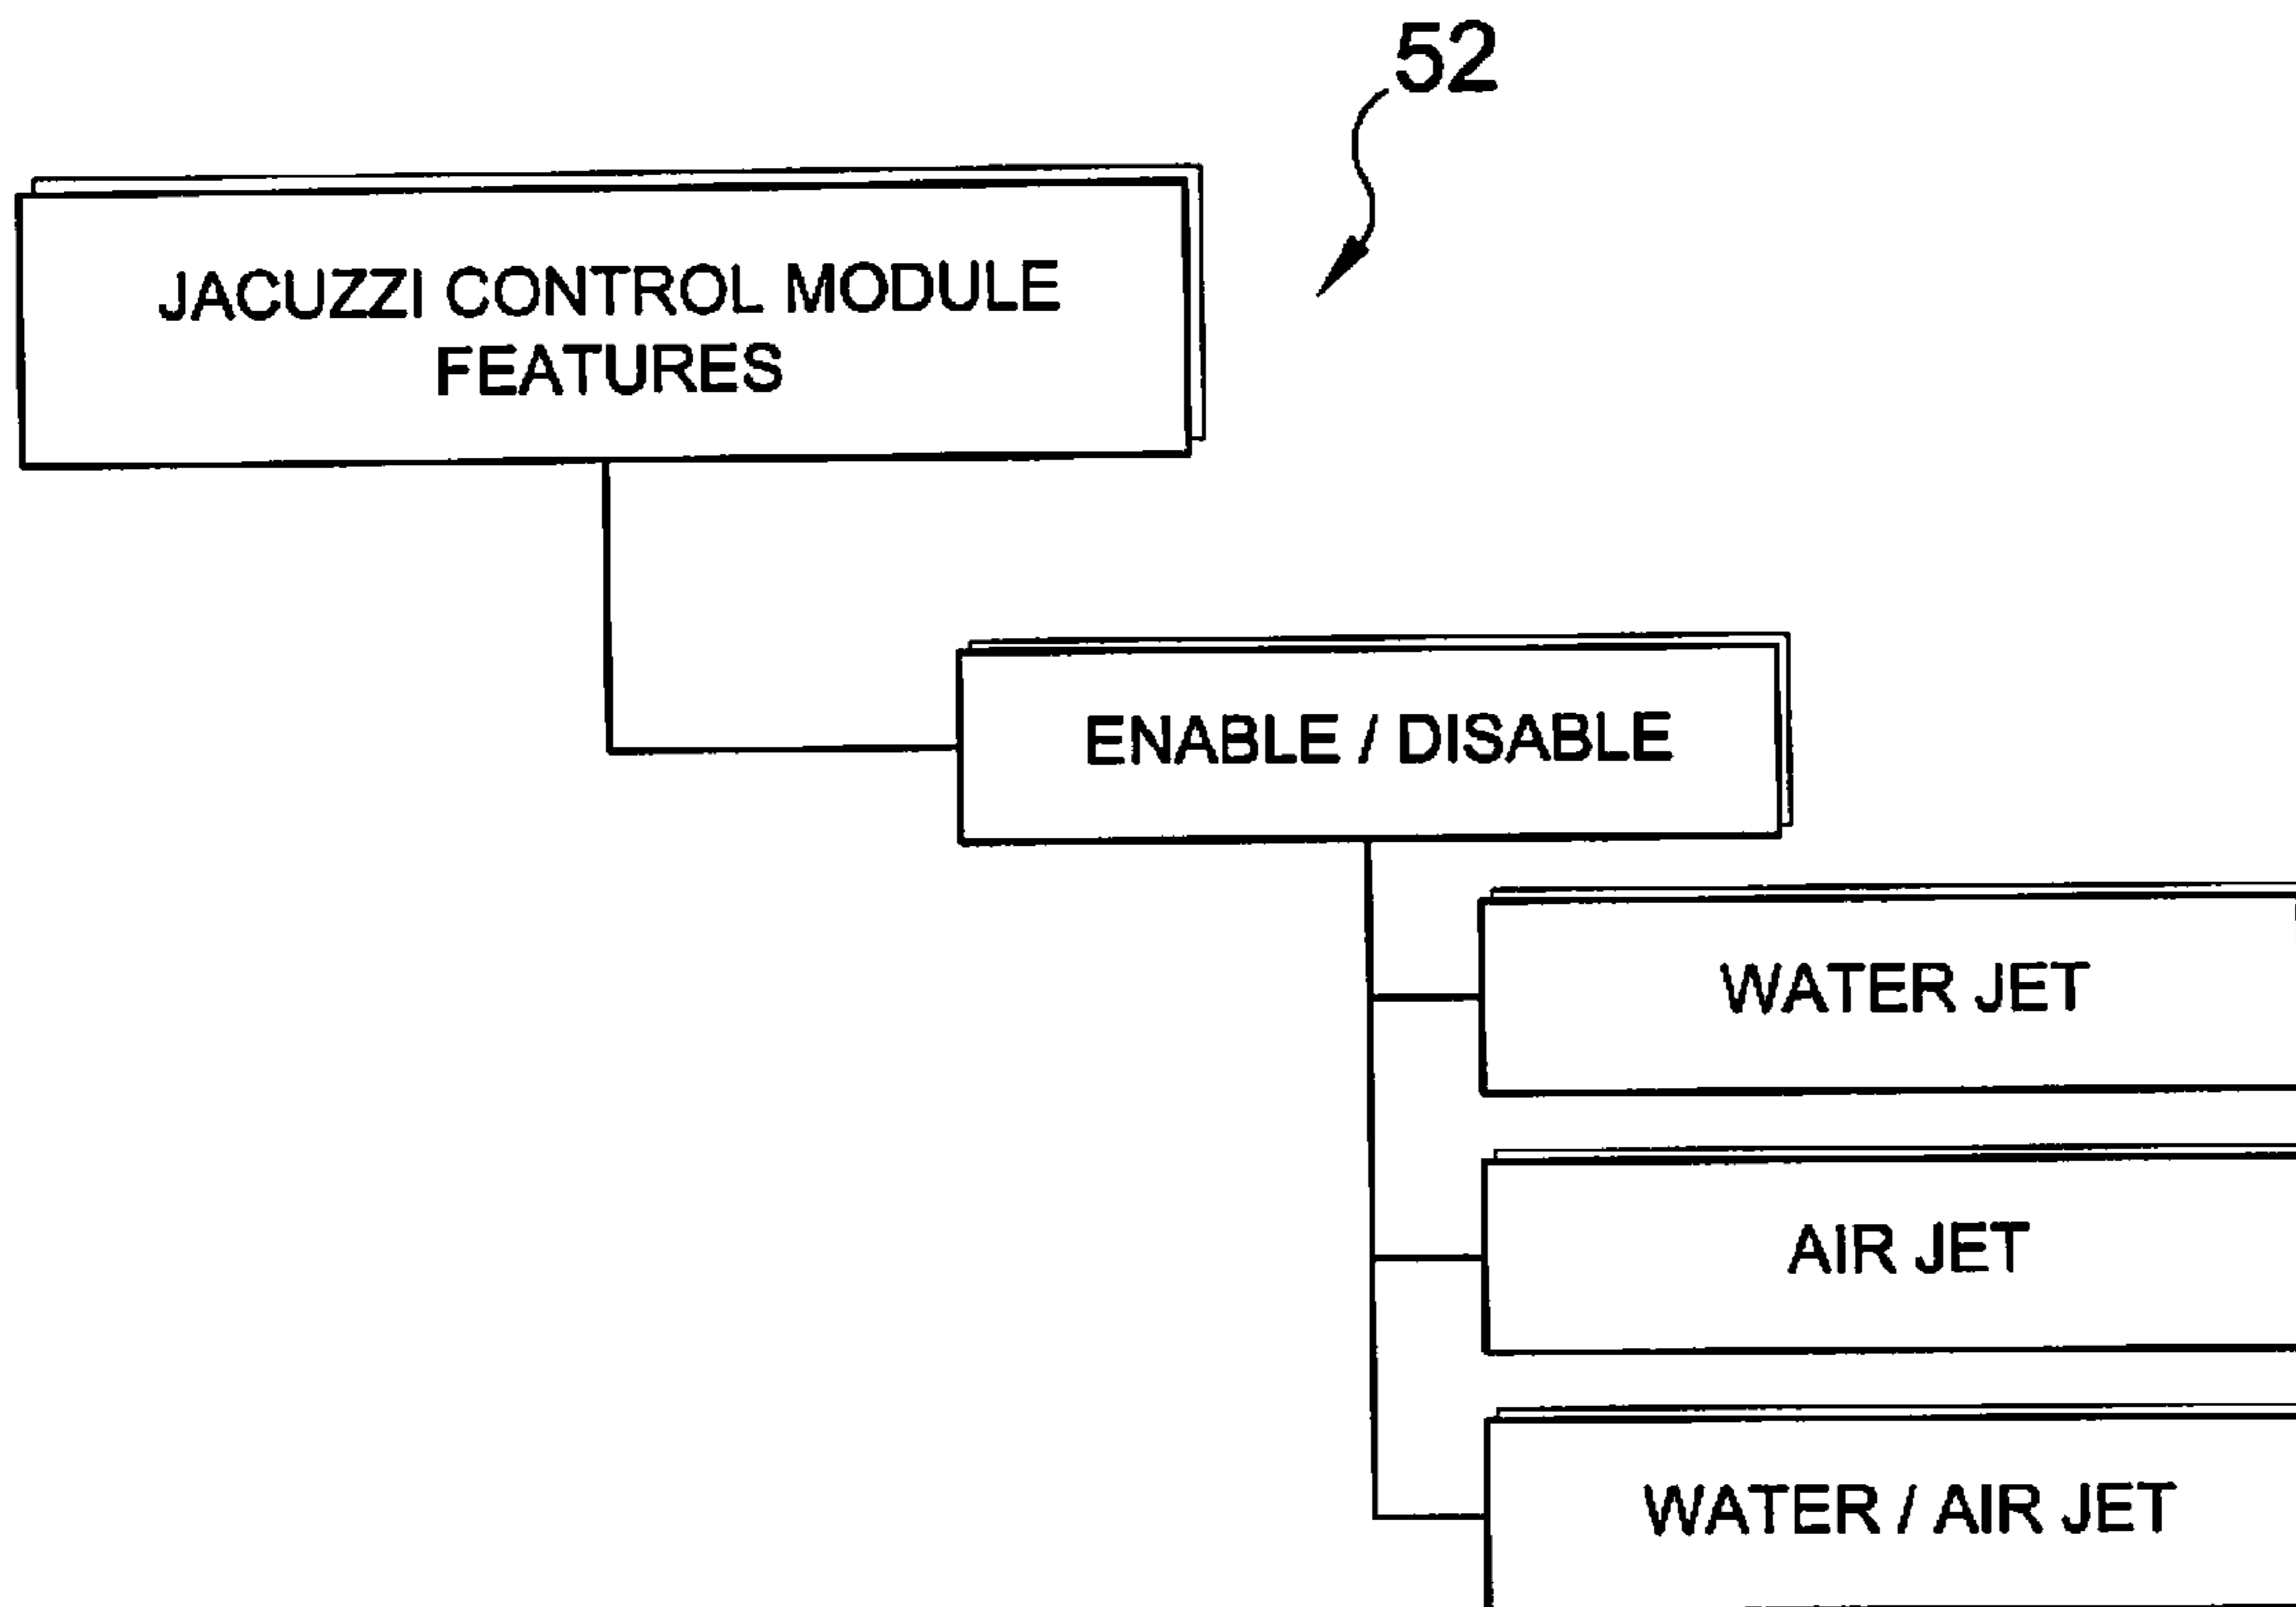 52
JACUZZI CONTROL MODULE
FEATURES
ENABLE / DISABLE
WATER JET
AIR JET
WATER / AIR JET